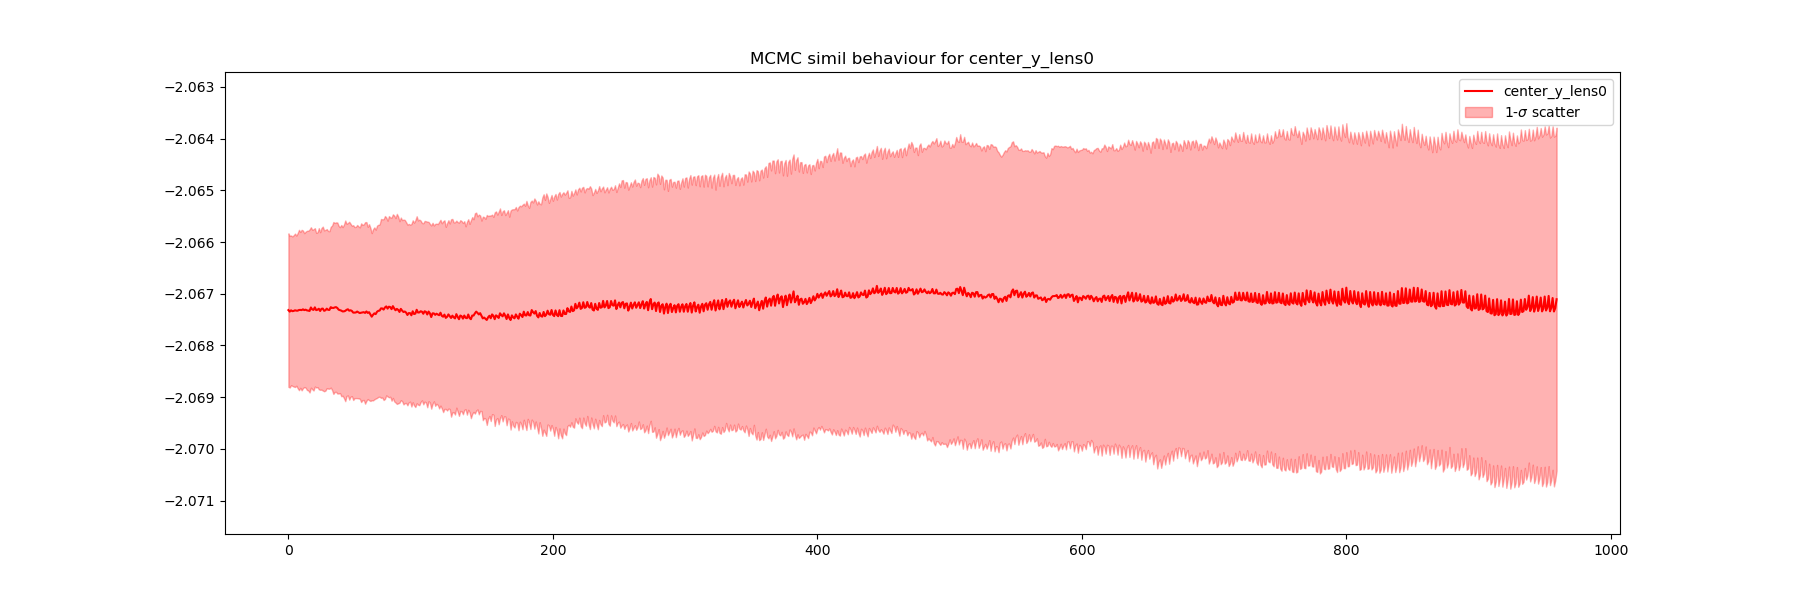 MCMC simil behaviour for center_y_lens0
center_y_lens0
1-σ scatter
−2.063
−2.064
−2.065
−2.066
−2.067
−2.068
−2.069
−2.070
−2.071
0 200 400 600 800 1000